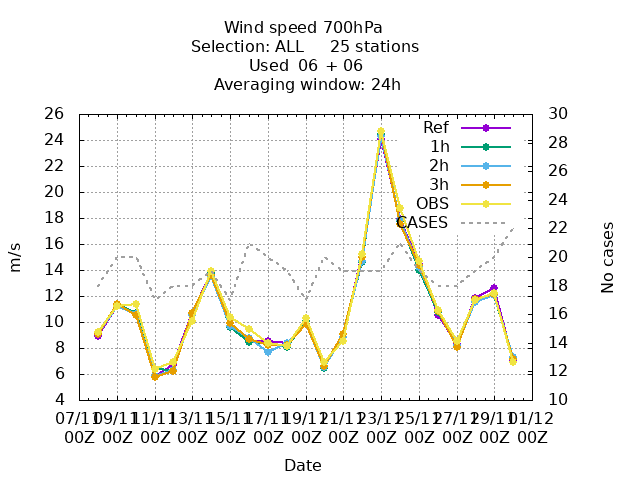 Wind speed 700hPa
Selection: ALL 25 stations
Used 06 + 06
Averaging window: 24h
26 30
24 28
22 26
20 24
18 22
16 20
14 18
12 16
10 14
8 12
6 10
4
Ref
1h
2h
3h
OBS
CASES
m/s
No cases
07/11 09/11 11/11 13/11 15/11 17/11 19/11 21/11 23/11 25/11 27/11 29/11 01/12
00Z 00Z 00Z 00Z 00Z 00Z 00Z 00Z 00Z 00Z 00Z 00Z 00Z
Date